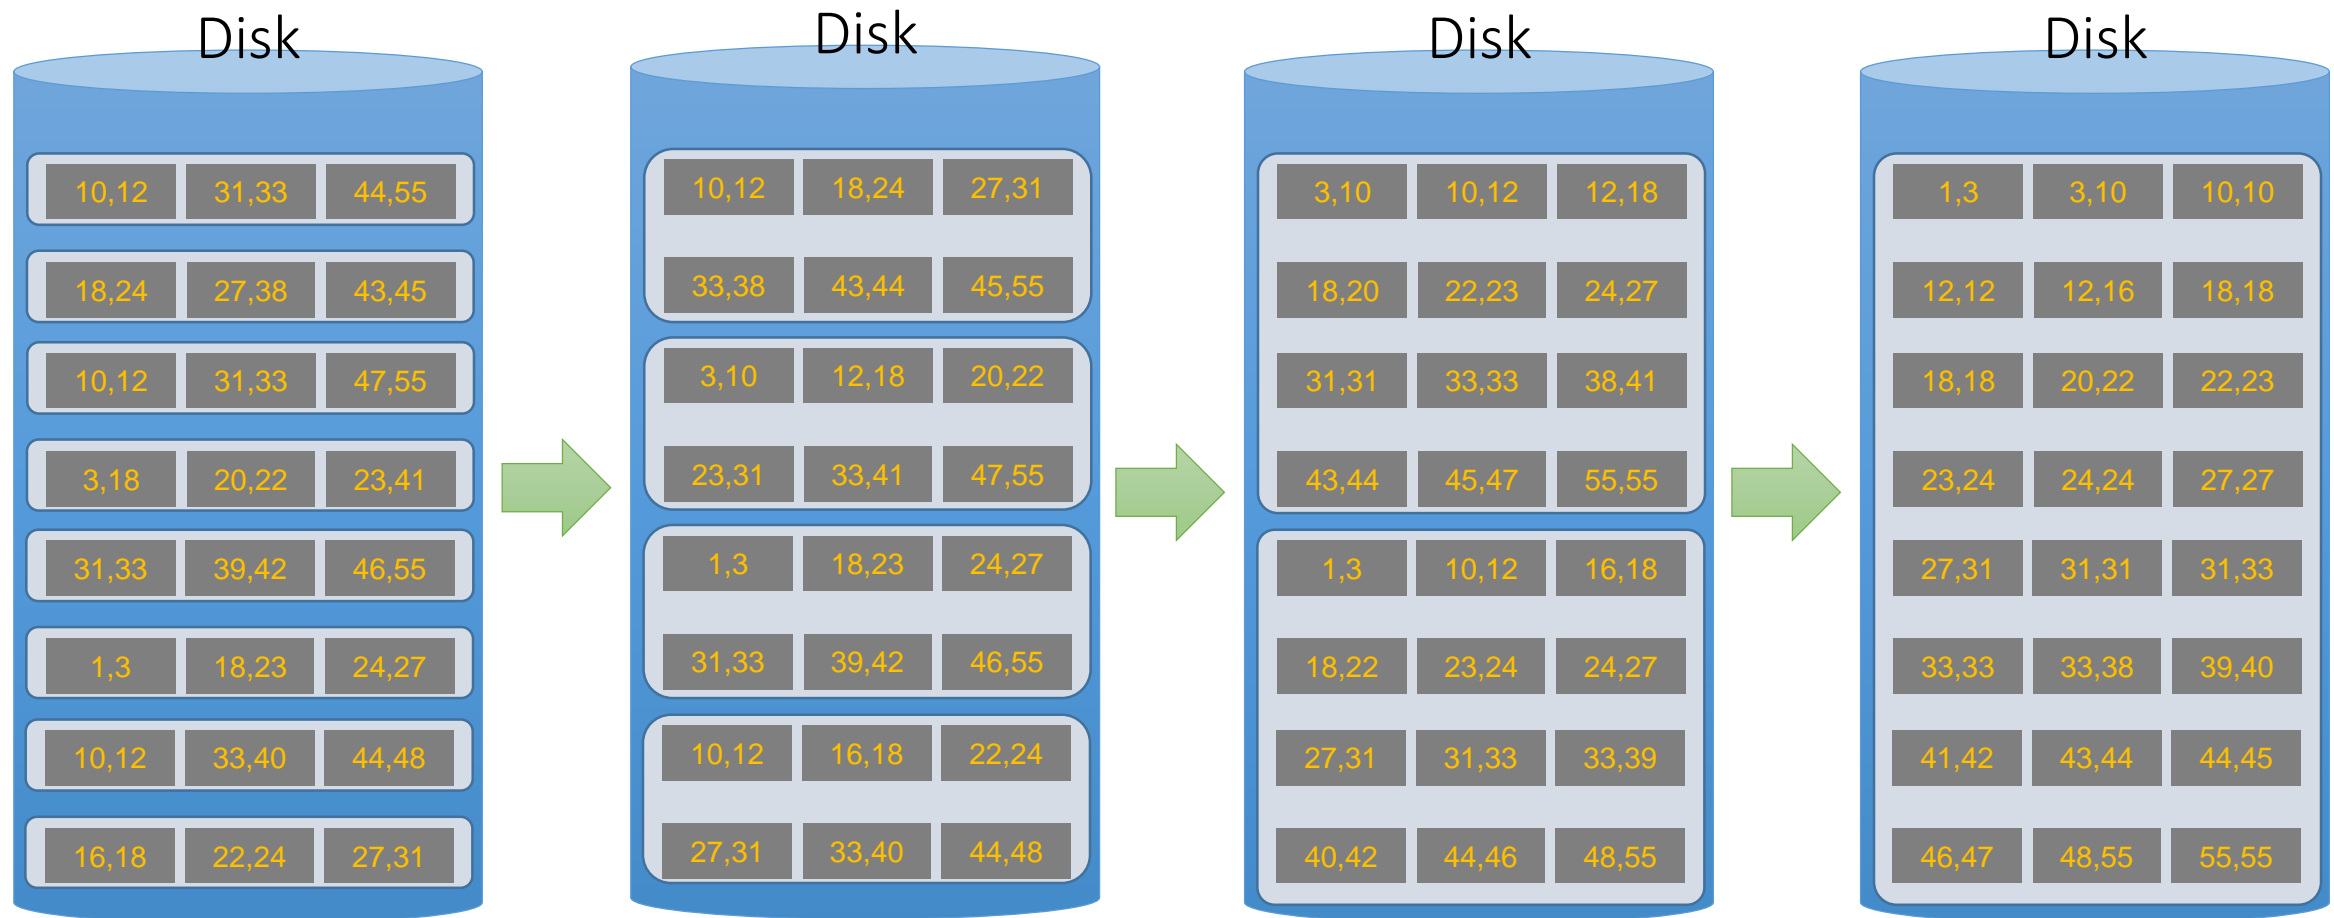 Disk
10,12 31,33 44,55
18,24 27,38 43,45
10,12 31,33 47,55
3,18 20,22 23,41
31,33 39,42 46,55
1,3 18,23 24,27
10,12 33,40 44,48
16,18 22,24 27,31
Disk
10,12 18,24 27,31
33,38 43,44 45,55
3,10 12,18 20,22
23,31 33,41 47,55
1,3 18,23 24,27
31,33 39,42 46,55
10,12 16,18 22,24
27,31 33,40 44,48
Disk
3,10 10,12 12,18
18,20 22,23 24,27
31,31 33,33 38,41
43,44 45,47 55,55
1,3 10,12 16,18
18,22 23,24 24,27
27,31 31,33 33,39
40,42 44,46 48,55
Disk
1,3 3,10 10,10
12,12 12,16 18,18
18,18 20,22 22,23
23,24 24,24 27,27
27,31 31,31 31,33
33,33 33,38 39,40
41,42 43,44 44,45
46,47 48,55 55,55